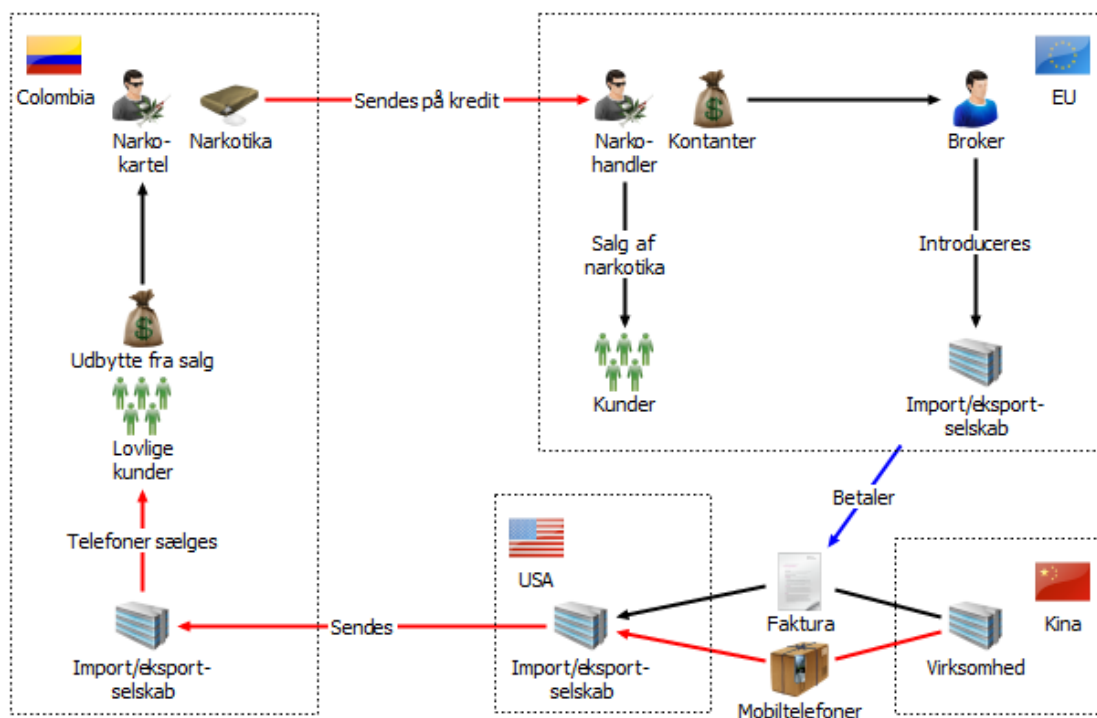 Colombia
Narko-
kartel
Narkotika
Sendes på kredit
Narko-
handler
Kontanter
Broker
EU
Salg af
narkotika
Introduceres
Udbytte fra salg
Kunder
Import/eksport-
selskab
Lovlige
kunder
Betaler
Telefoner sælges
USA
Faktura
Kina
Import/eksport-
selskab
Sendes
Import/eksport-
selskab
Virksomhed
Mobiltelefoner